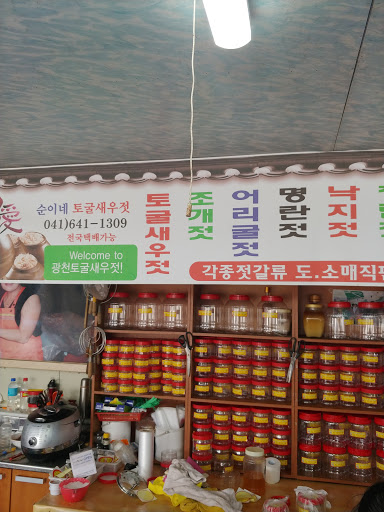 愛
순이네 토굴새우젓
041)641-1309
전국택배가능
Welcome to
광천토굴새우젓!
토굴새우젓
조개젓
어리굴젓
명란젓
낙지젓
각종젓갈류 도.소매직판